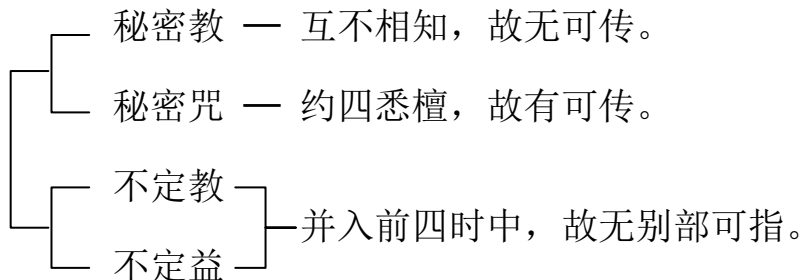 秘密教 — 互不相知，故无可传。
秘密咒 — 约四悉檀，故有可传。
不定教
并入前四时中，故无别部可指。
不定益